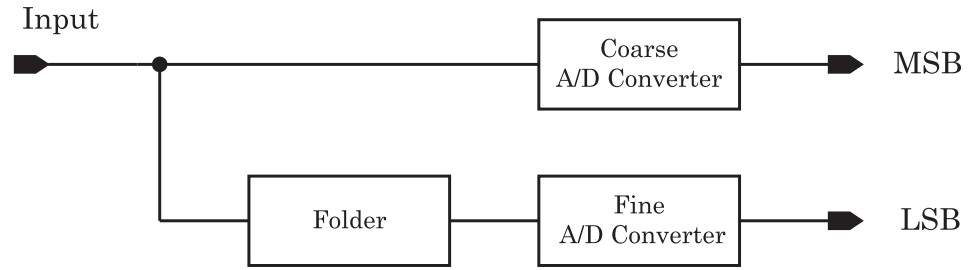 Input
Coarse
A/D Converter
MSB
Folder
Fine
A/D Converter
LSB